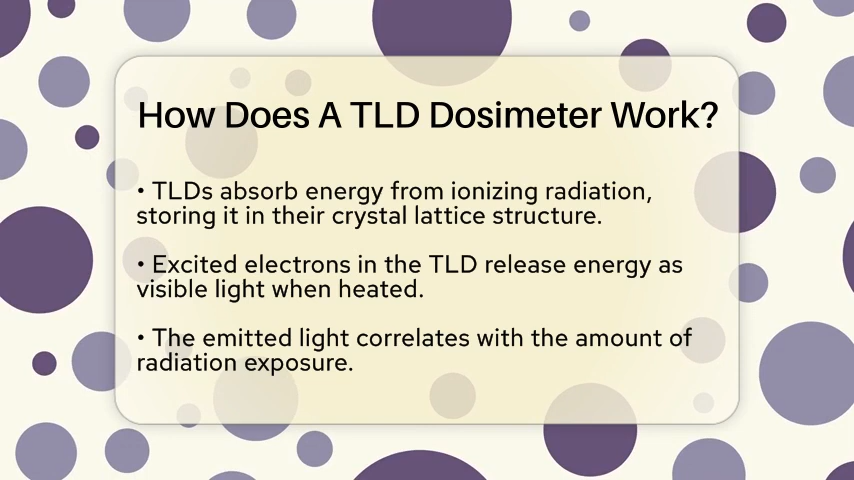 How Does A TLD Dosimeter Work?
• TLDs absorb energy from ionizing radiation,
storing it in their crystal lattice structure.
• Excited electrons in the TLD release energy as
visible light when heated.
• The emitted light correlates with the amount of
radiation exposure.